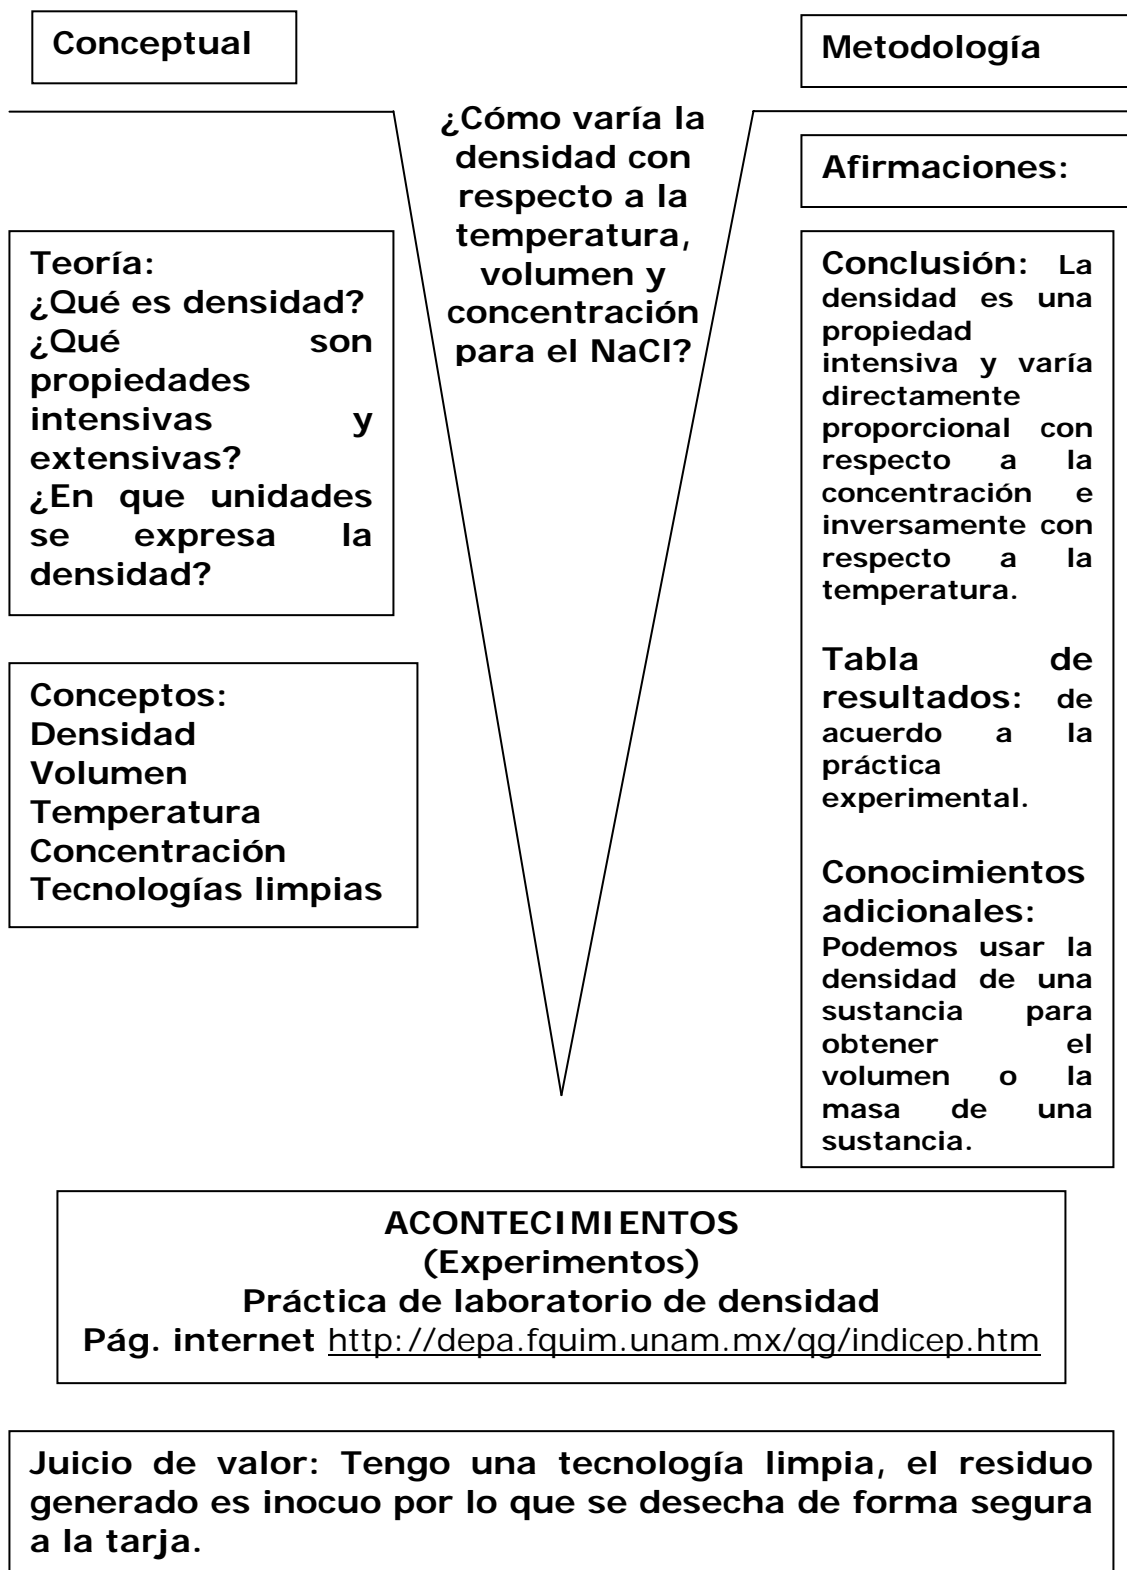 Conceptual
Metodología
¿Cómo varía la
densidad con
respecto a la
temperatura,
volumen y
concentración
para el NaCl?
Afirmaciones:
Teoría:
¿Qué es densidad?
¿Qué son
propiedades
intensivas y
extensivas?
¿En que unidades
se expresa la
densidad?
Conceptos:
Densidad
Volumen
Temperatura
Concentración
Tecnologías limpias
Conclusión: La
densidad es una
propiedad
intensiva y varía
directamente
proporcional con
respecto a la
concentración e
inversamente con
respecto a la
temperatura.
Tabla de
resultados: de
acuerdo a la
práctica
experimental.
Conocimientos
adicionales:
Podemos usar la
densidad de una
sustancia para
obtener el
volumen o la
masa de una
sustancia.
ACONTECIMIENTOS
(Experimentos)
Práctica de laboratorio de densidad
Pág. internet http://depa.fquim.unam.mx/qg/indicep.htm
Juicio de valor: Tengo una tecnología limpia, el residuo
generado es inocuo por lo que se desecha de forma segura
a la tarja.